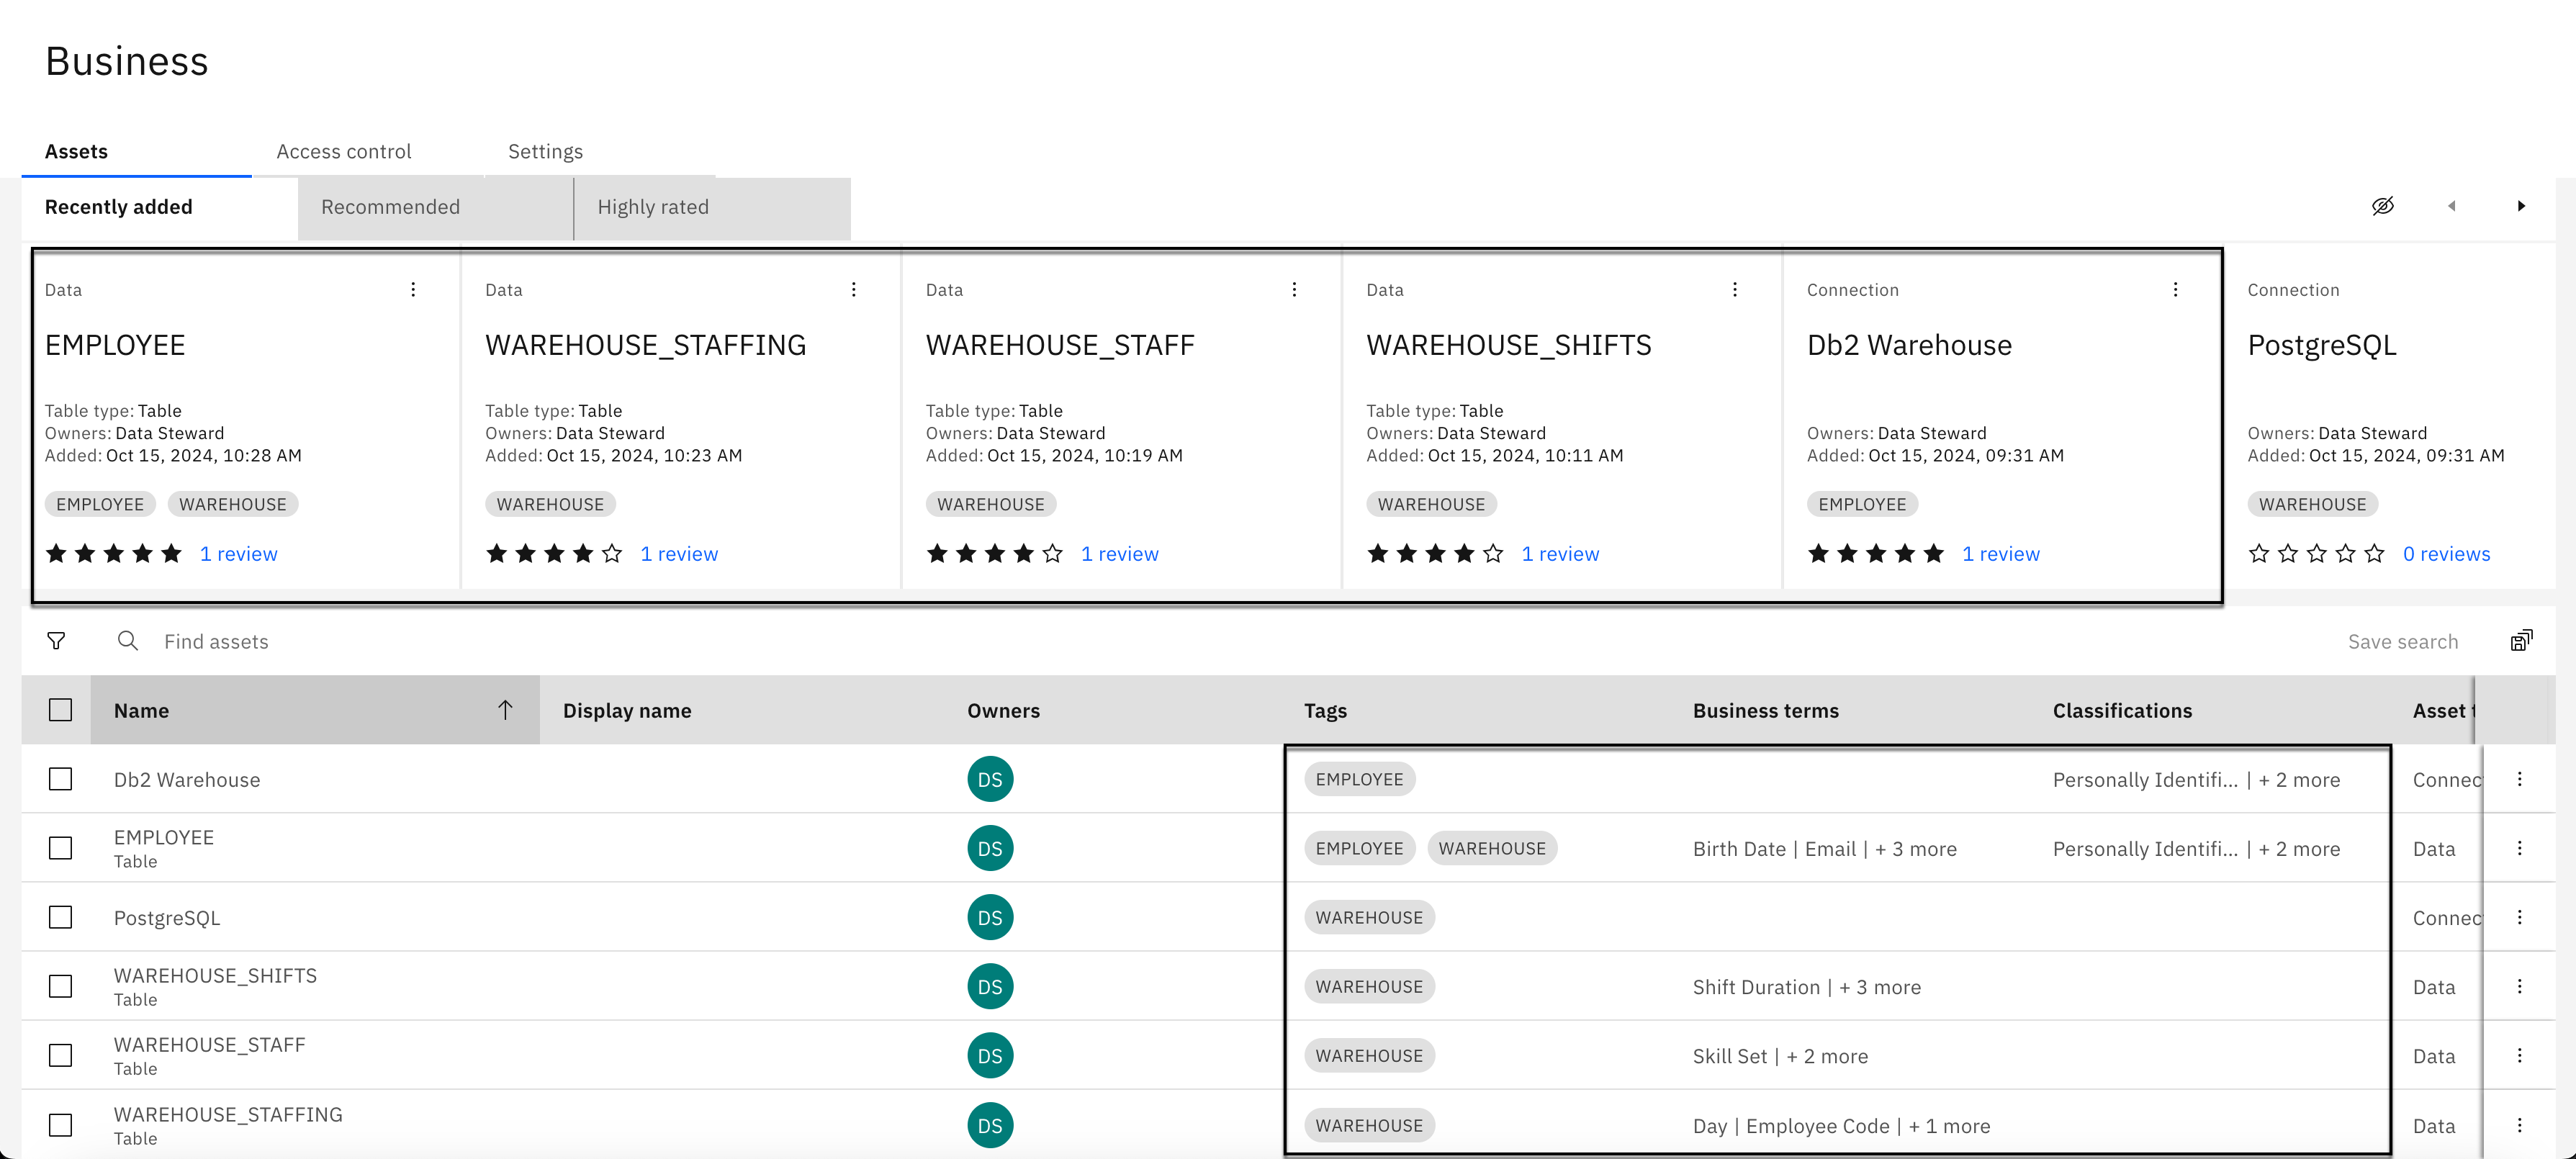 Business
Assets Access control Settings
Recently added Recommended Highly rated
Data
EMPLOYEE
Table type: Table
Owners: Data Steward
Added: Oct 15, 2024, 10:28 AM
EMPLOYEE WAREHOUSE
1 review
Data
WAREHOUSE_STAFFING
Table type: Table
Owners: Data Steward
Added: Oct 15, 2024, 10:23 AM
WAREHOUSE
1 review
Data
WAREHOUSE_STAFF
Table type: Table
Owners: Data Steward
Added: Oct 15, 2024, 10:19 AM
WAREHOUSE
1 review
Data
WAREHOUSE_SHIFTS
Table type: Table
Owners: Data Steward
Added: Oct 15, 2024, 10:11 AM
WAREHOUSE
1 review
Connection
Db2 Warehouse
Owners: Data Steward
Added: Oct 15, 2024, 09:31 AM
EMPLOYEE
1 review
Connection
PostgreSQL
Owners: Data Steward
Added: Oct 15, 2024, 09:31 AM
WAREHOUSE
0 reviews
Find assets Save search
Name Display name Owners Tags Business terms Classifications Asset
Db2 Warehouse DS EMPLOYEE Personally Identifi... | + 2 more Connec
EMPLOYEE DS EMPLOYEE WAREHOUSE Birth Date | Email | + 3 more Personally Identifi... | + 2 more Data
Table
PostgreSQL DS WAREHOUSE Connec
WAREHOUSE_SHIFTS DS WAREHOUSE Shift Duration | + 3 more Data
Table
WAREHOUSE_STAFF DS WAREHOUSE Skill Set | + 2 more Data
Table
WAREHOUSE_STAFFING DS WAREHOUSE Day | Employee Code | + 1 more Data
Table